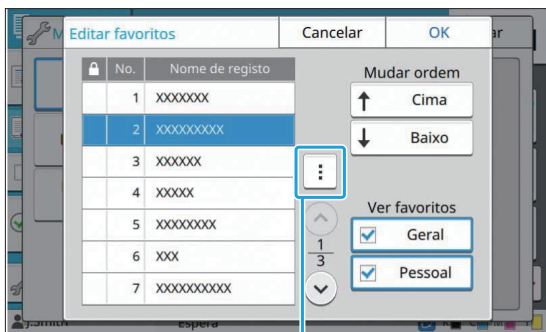 Editar favoritos Cancelar OK
No. Nome de registo
1 XXXXXXX
2 XXXXXXXXX
3 XXXXXX
4 XXXXX
5 XXXXXXXX
6 XXX
7 XXXXXXXXXX
1
3
Mudar ordem
Cima
Baixo
Ver favoritos
Geral
Pessoal
J.Smith Espera